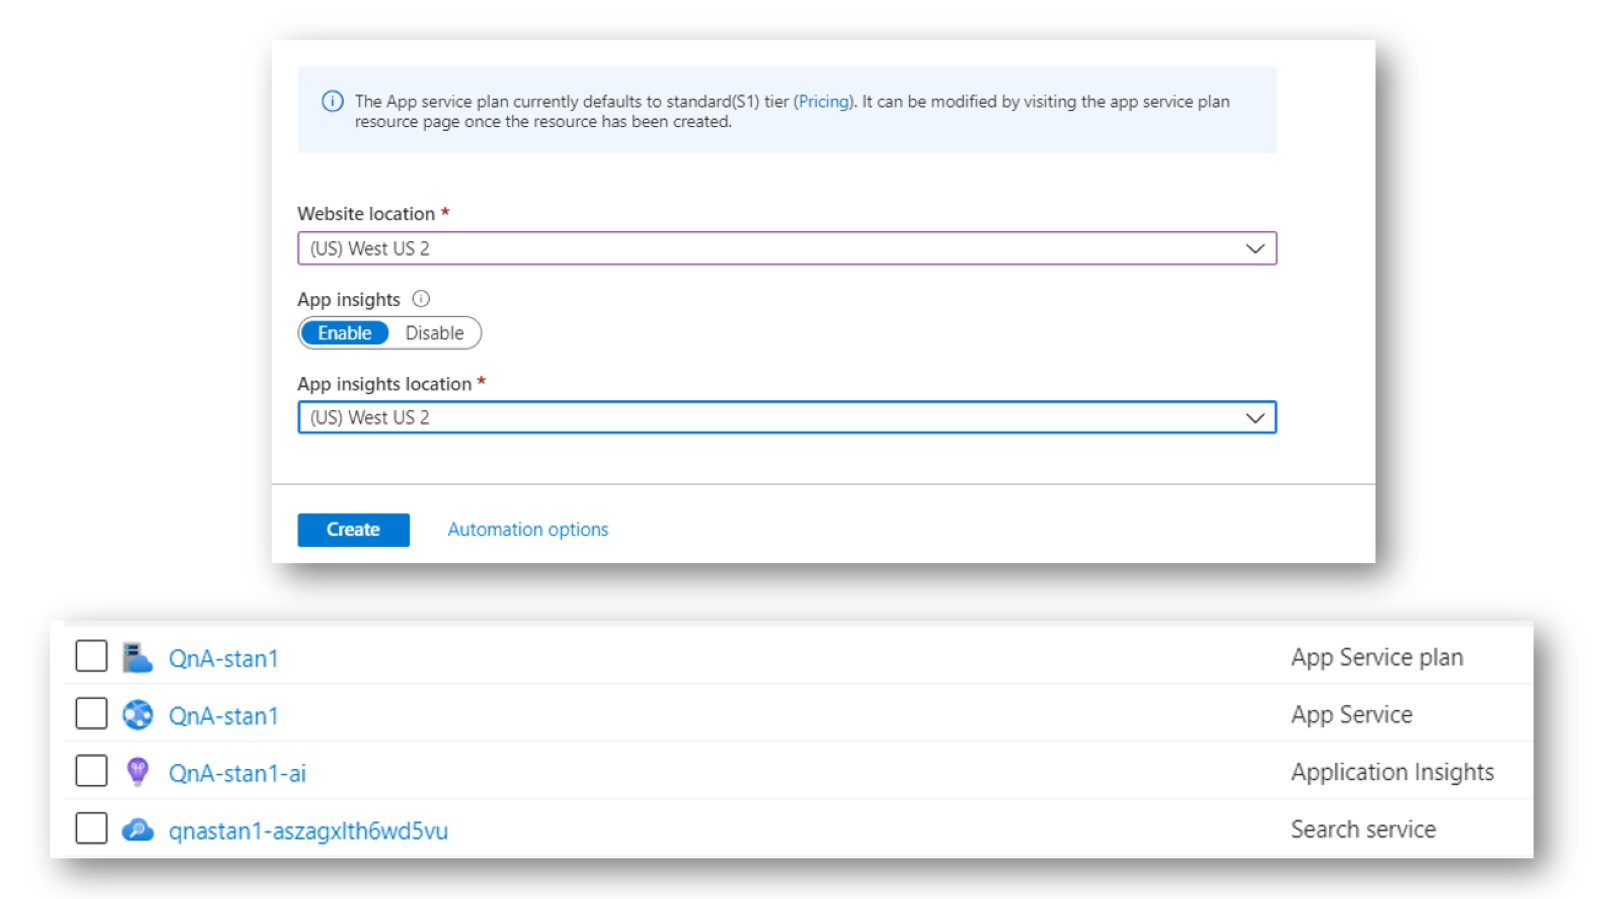 The App service plan currently defaults to standard(S1) tier (Pricing). It can be modified by visiting the app service plan
resource page once the resource has been created.
Website location *
(US) West US 2
App insights
Enable Disable
App insights location *
(US) West US 2
Create Automation options
QnA-stan1 App Service plan
QnA-stan1 App Service
QnA-stan1-ai Application Insights
qnastan1-aszagxlth6wd5vu Search service